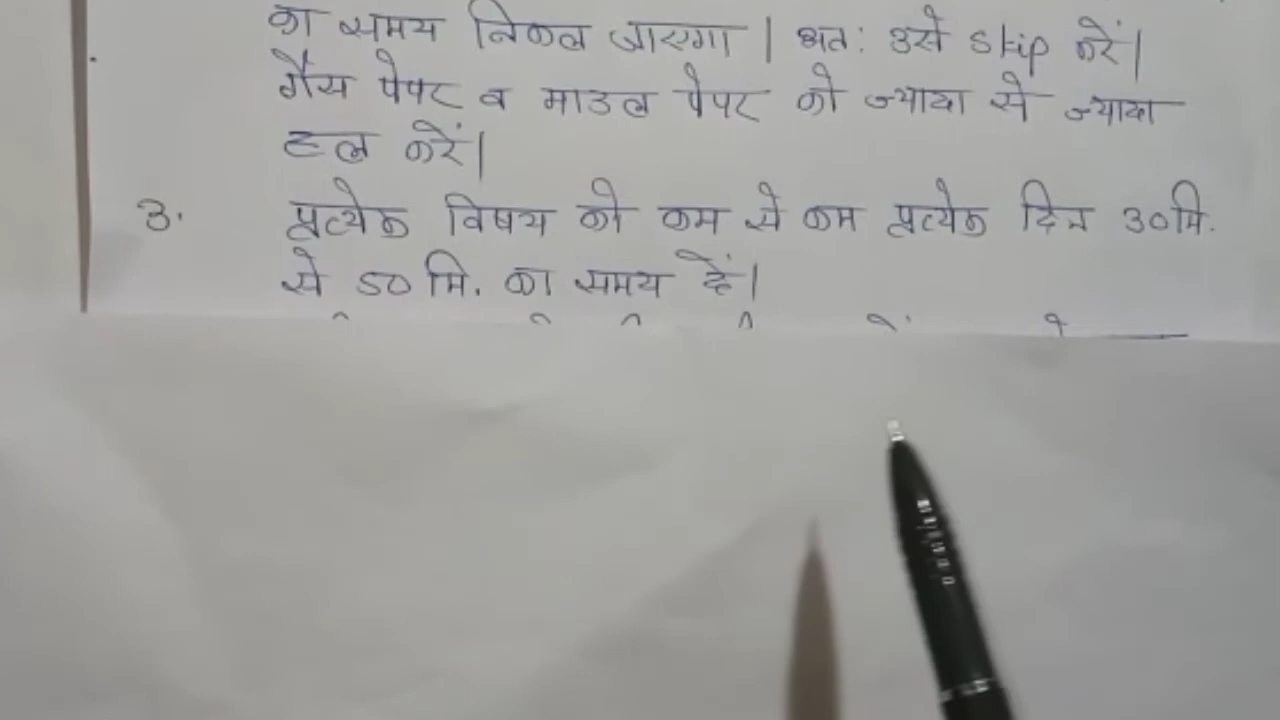 का समय निकल जाएगा | अत: उसे skip करें|
गैस पेपर व माडल पेपर को ज्यादा से ज्यादा
हल करें|
3. प्रत्येक विषय को कम से कम प्रत्येक दिन 30मि.
से 50 मि. का समय दें|